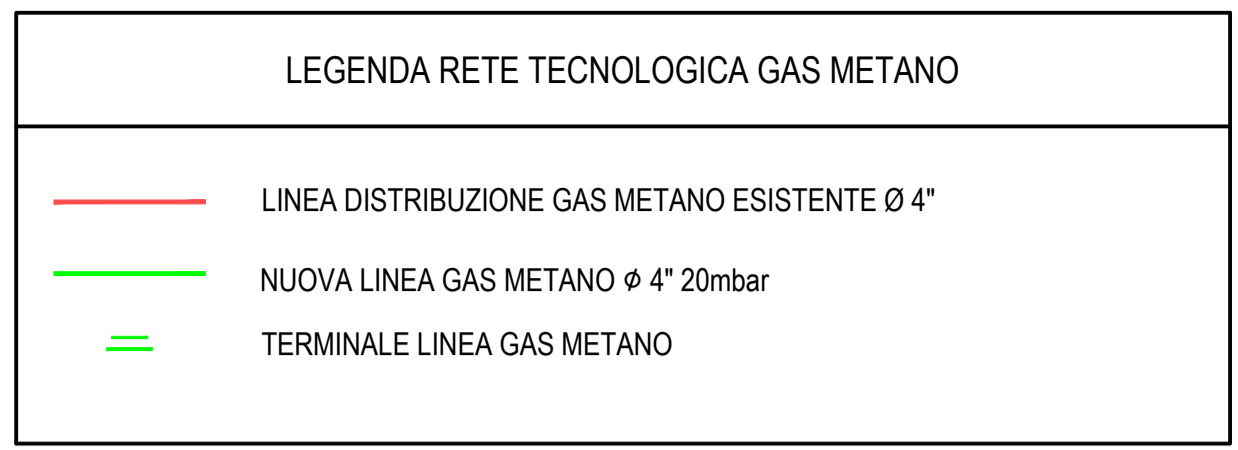 LEGENDA RETE TECNOLOGICA GAS METANO
LINEA DISTRIBUZIONE GAS METANO ESISTENTE Ø 4"
NUOVA LINEA GAS METANO ⌀ 4" 20mbar
TERMINALE LINEA GAS METANO